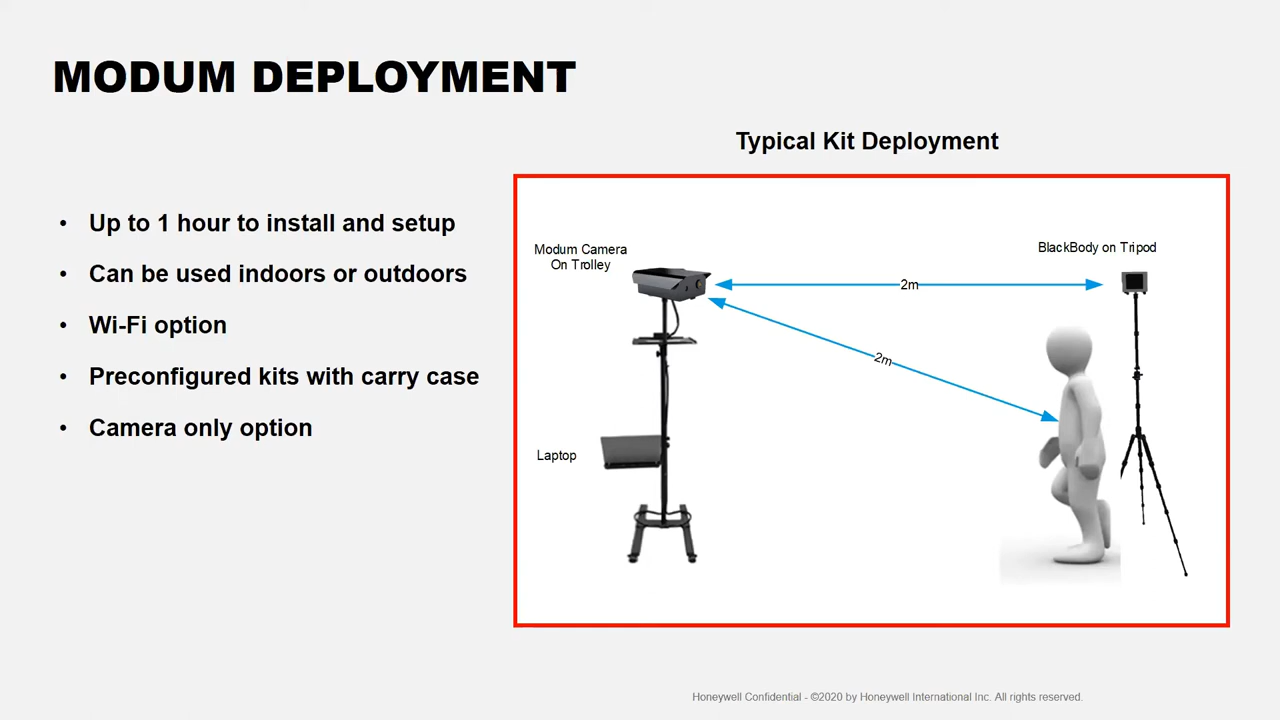 MODUM DEPLOYMENT
Typical Kit Deployment
• Up to 1 hour to install and setup
• Can be used indoors or outdoors
• Wi-Fi option
• Preconfigured kits with carry case
• Camera only option
Modum Camera
On Trolley
BlackBody on Tripod
2m
2m
Laptop
Honeywell Confidential - ©2020 by Honeywell International Inc. All rights reserved.